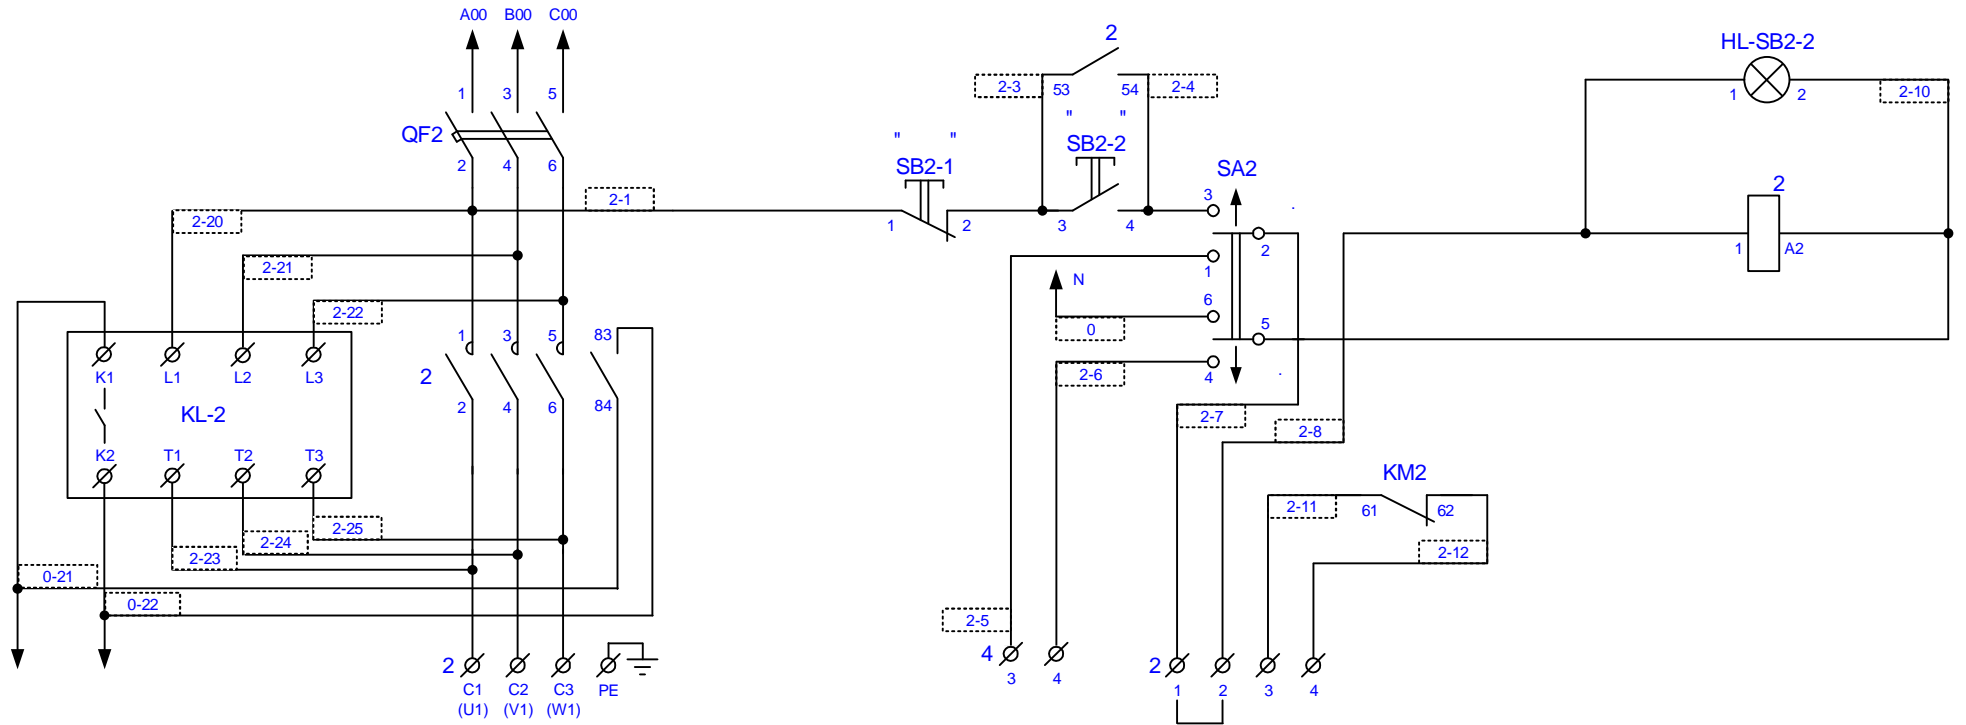 A00 B00 C00
1 3 5
QF2
2 4 6
2
2-3 53 54 2-4
" "
" "
SB2-2
SB2-1
3 4
1 2
2-1
SA2
3
2
1
N
6
0
5
2-6
4
.
.
HL-SB2-2
1 2
2-10
2
1 A2
2-20
2-21
2-22
K1 L1 L2 L3
KL-2
K2 T1 T2 T3
1 3 5 83
2
2 4 6 84
2-25
2-24
2-23
0-21
0-22
2
C1 C2 C3 PE
(U1) (V1) (W1)
2-7
2-8
KM2
2-11 61 62
2-12
2-5
4
3 4
2
1 2 3 4